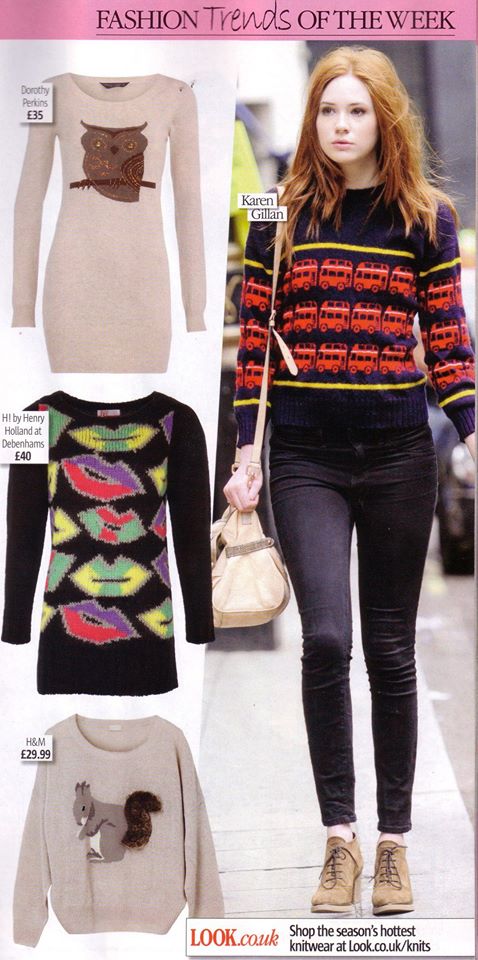 FASHION Trends OF THE WEEK
Dorothy
Perkins
£35
Karen
Gillan
H! by Henry
Holland at
Debenhams
£40
H&M
£29.99
LOOK.co.uk
Shop the season's hottest
knitwear at Look.co.uk/knits